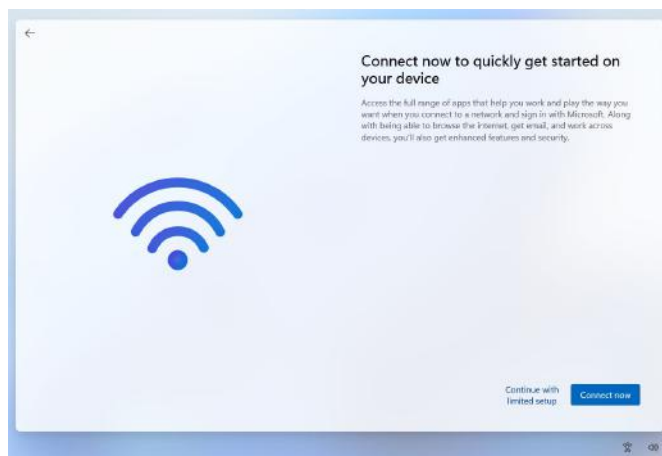 Connect now to quickly get started on
your device
Access the full range of apps that help you work and play the way you
want when you connect to a network and sign in with Microsoft. Along
with being able to browse the internet, get email, and work across
devices, you'll also get enhanced features and security.
Continue with
limited setup
Connect now